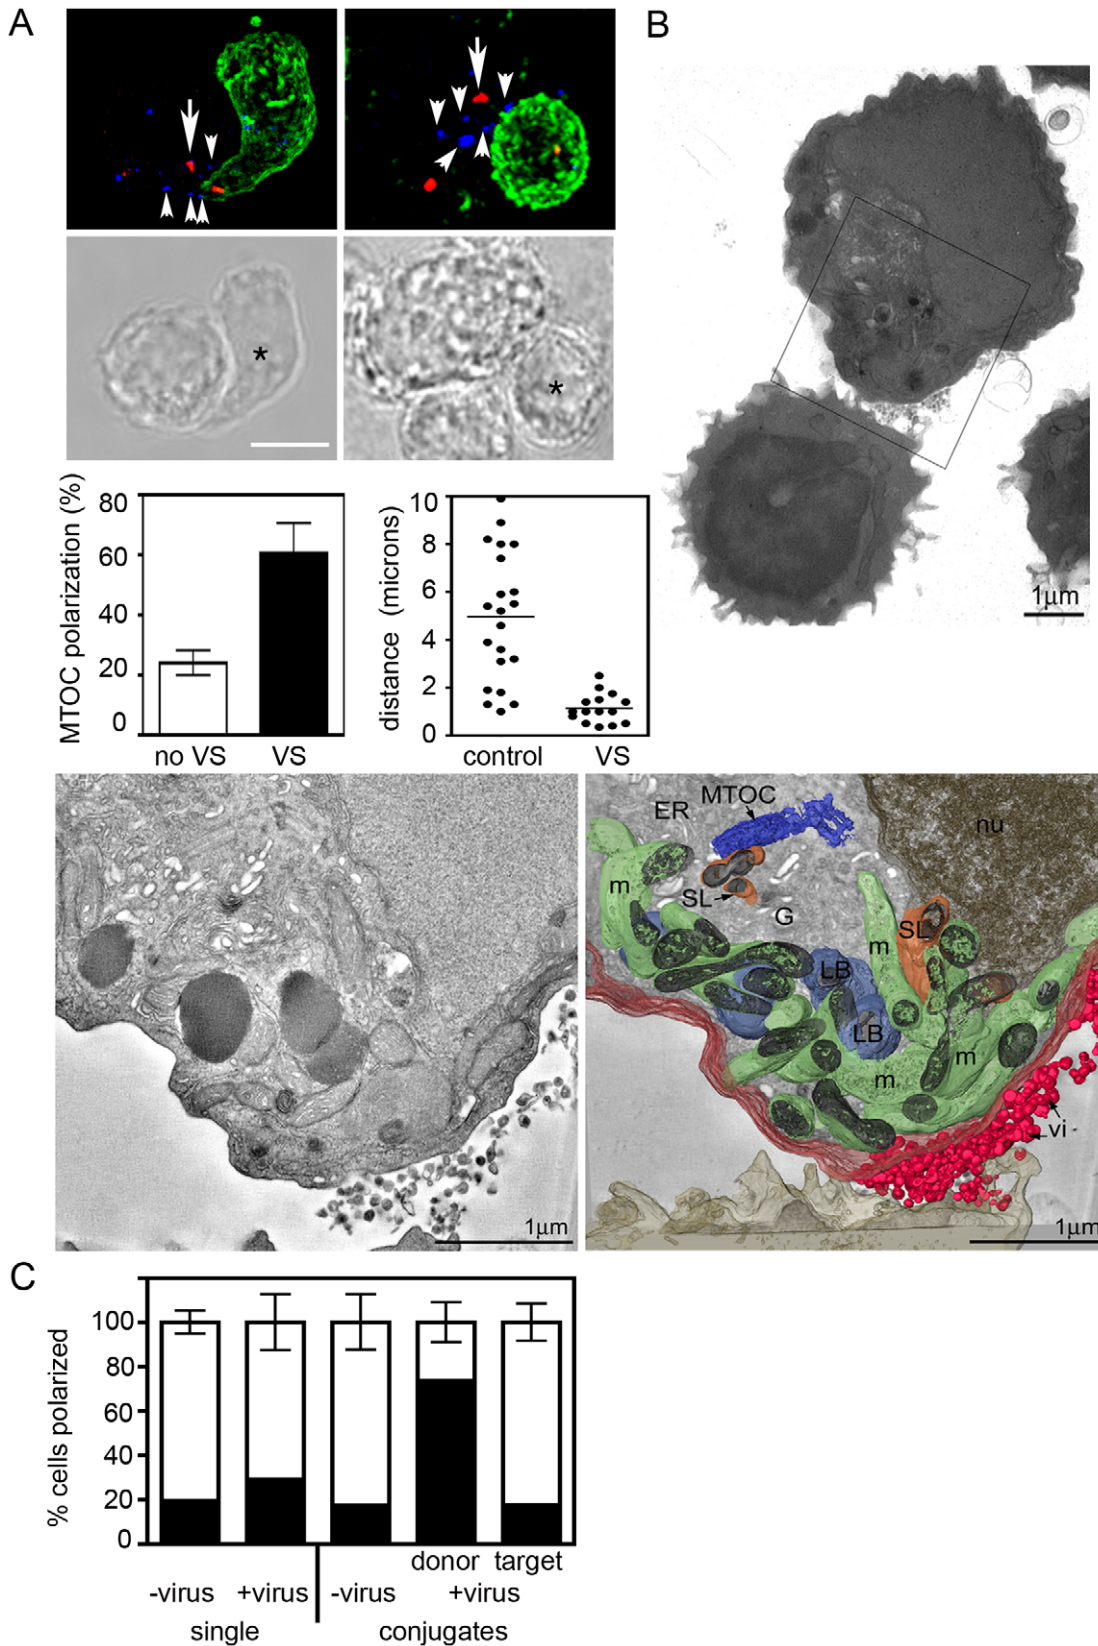 A
B
*
*
MTOC polarization (%)
80
60
40
20
0
no VS
VS
distance (microns)
10
8
6
4
2
0
control
VS
1µm
1µm
ER
MTOC
nu
m
SL
G
m
SL
LB
LB
m
m
vi
1µm
C
% cells polarized
100
80
60
40
20
0
donor target
-virus +virus -virus +virus
single conjugates